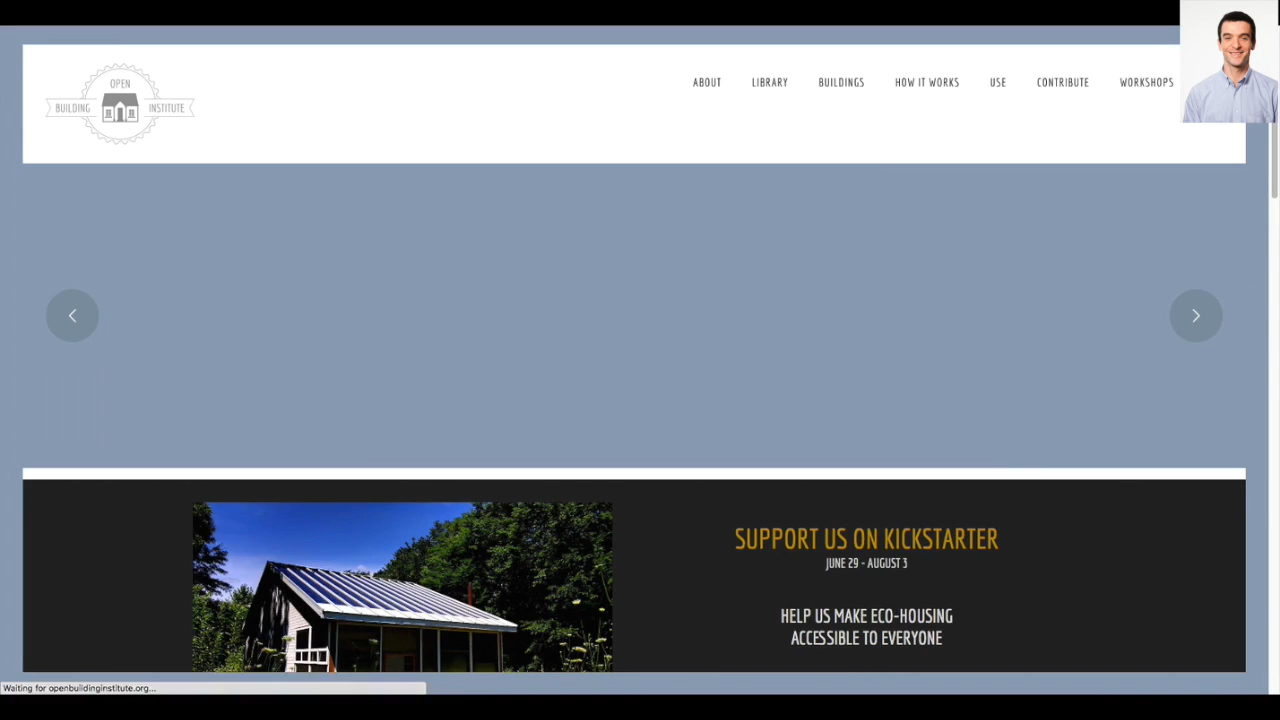 OPEN
BUILDING INSTITUTE
ABOUT LIBRARY BUILDINGS HOW IT WORKS USE CONTRIBUTE WORKSHOPS
SUPPORT US ON KICKSTARTER
JUNE 29 - AUGUST 3
HELP US MAKE ECO-HOUSING
ACCESSIBLE TO EVERYONE
Waiting for openbuildinginstitute.org...